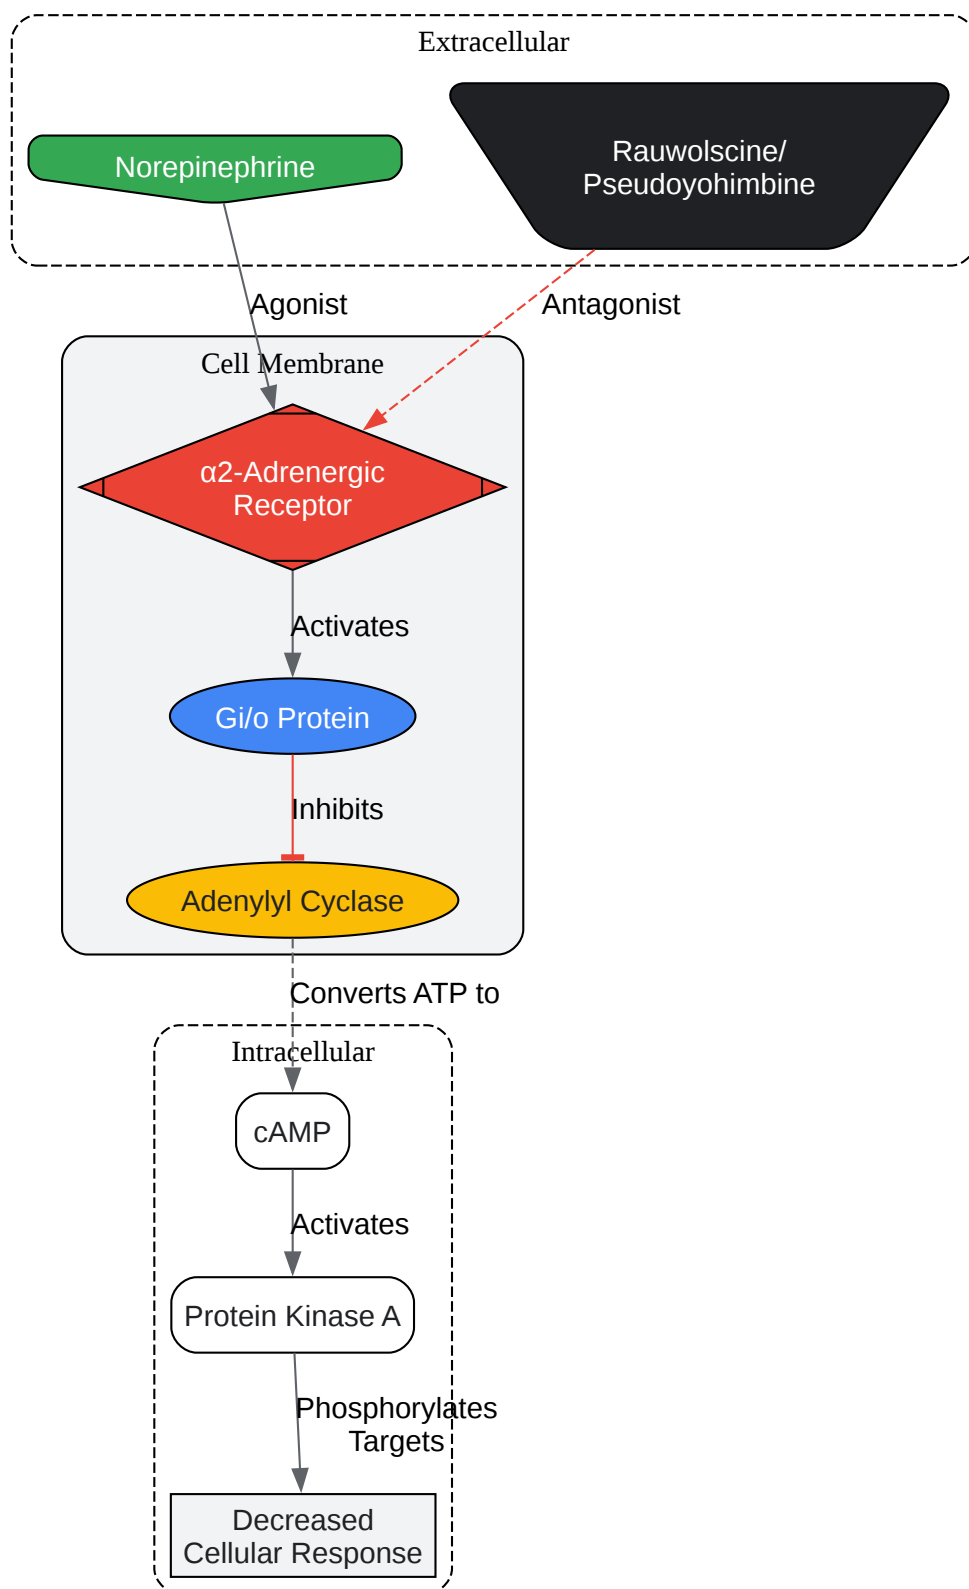 Extracellular
Norepinephrine
Rauwolscine/
Pseudoyohimbine
Agonist
Antagonist
Cell Membrane
α2-Adrenergic
Receptor
Activates
Gi/o Protein
Inhibits
Adenylyl Cyclase
Converts ATP to
Intracellular
cAMP
Activates
Protein Kinase A
Phosphorylates
Targets
Decreased
Cellular Response